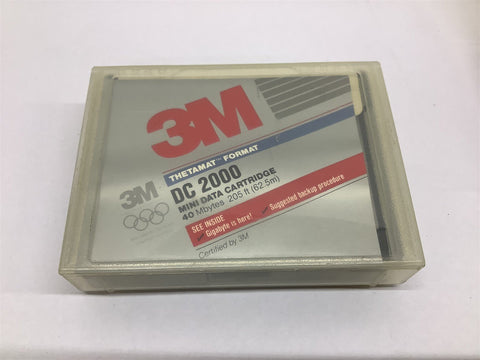 3M
THETAMAT™ FORMAT
3M
DC 2000
MINI DATA CARTRIDGE
40 Mbytes 205 ft (62.5m)
SEE INSIDE
✓ Gigabyte is here! ✓ Suggested backup procedure
Certified by 3M